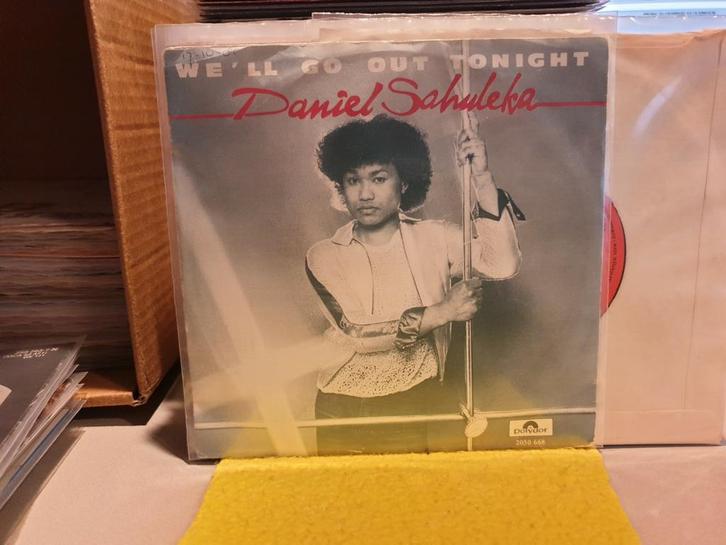 WE'LL GO OUT TONIGHT
Daniel Sahuleka
Polydor
2050 668